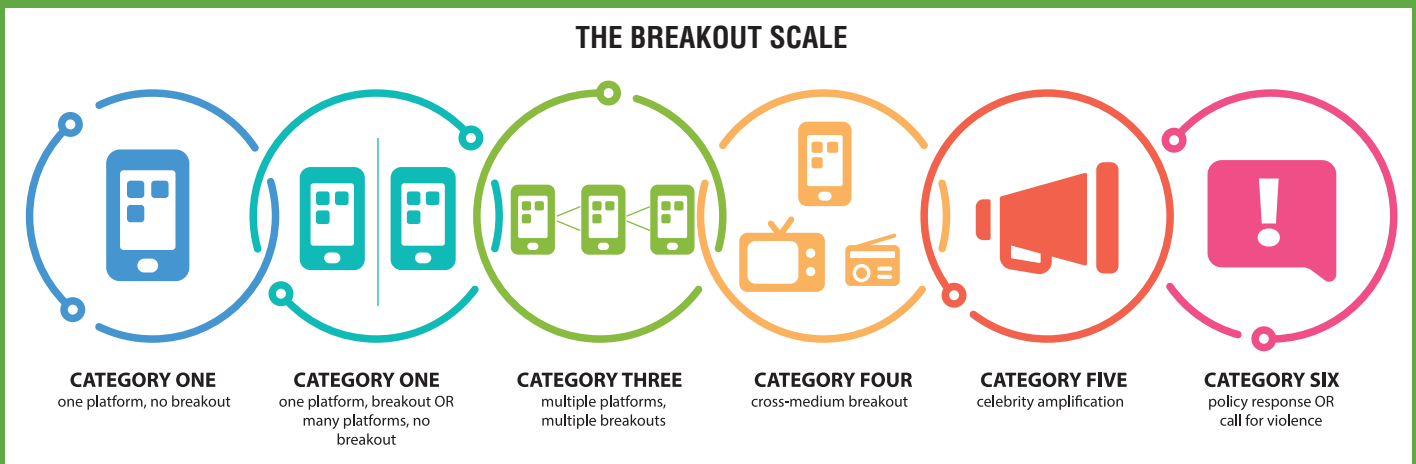 THE BREAKOUT SCALE
CATEGORY ONE
one platform, no breakout
CATEGORY ONE
one platform, breakout OR
many platforms, no
breakout
CATEGORY THREE
multiple platforms,
multiple breakouts
CATEGORY FOUR
cross-medium breakout
CATEGORY FIVE
celebrity amplification
CATEGORY SIX
policy response OR
call for violence